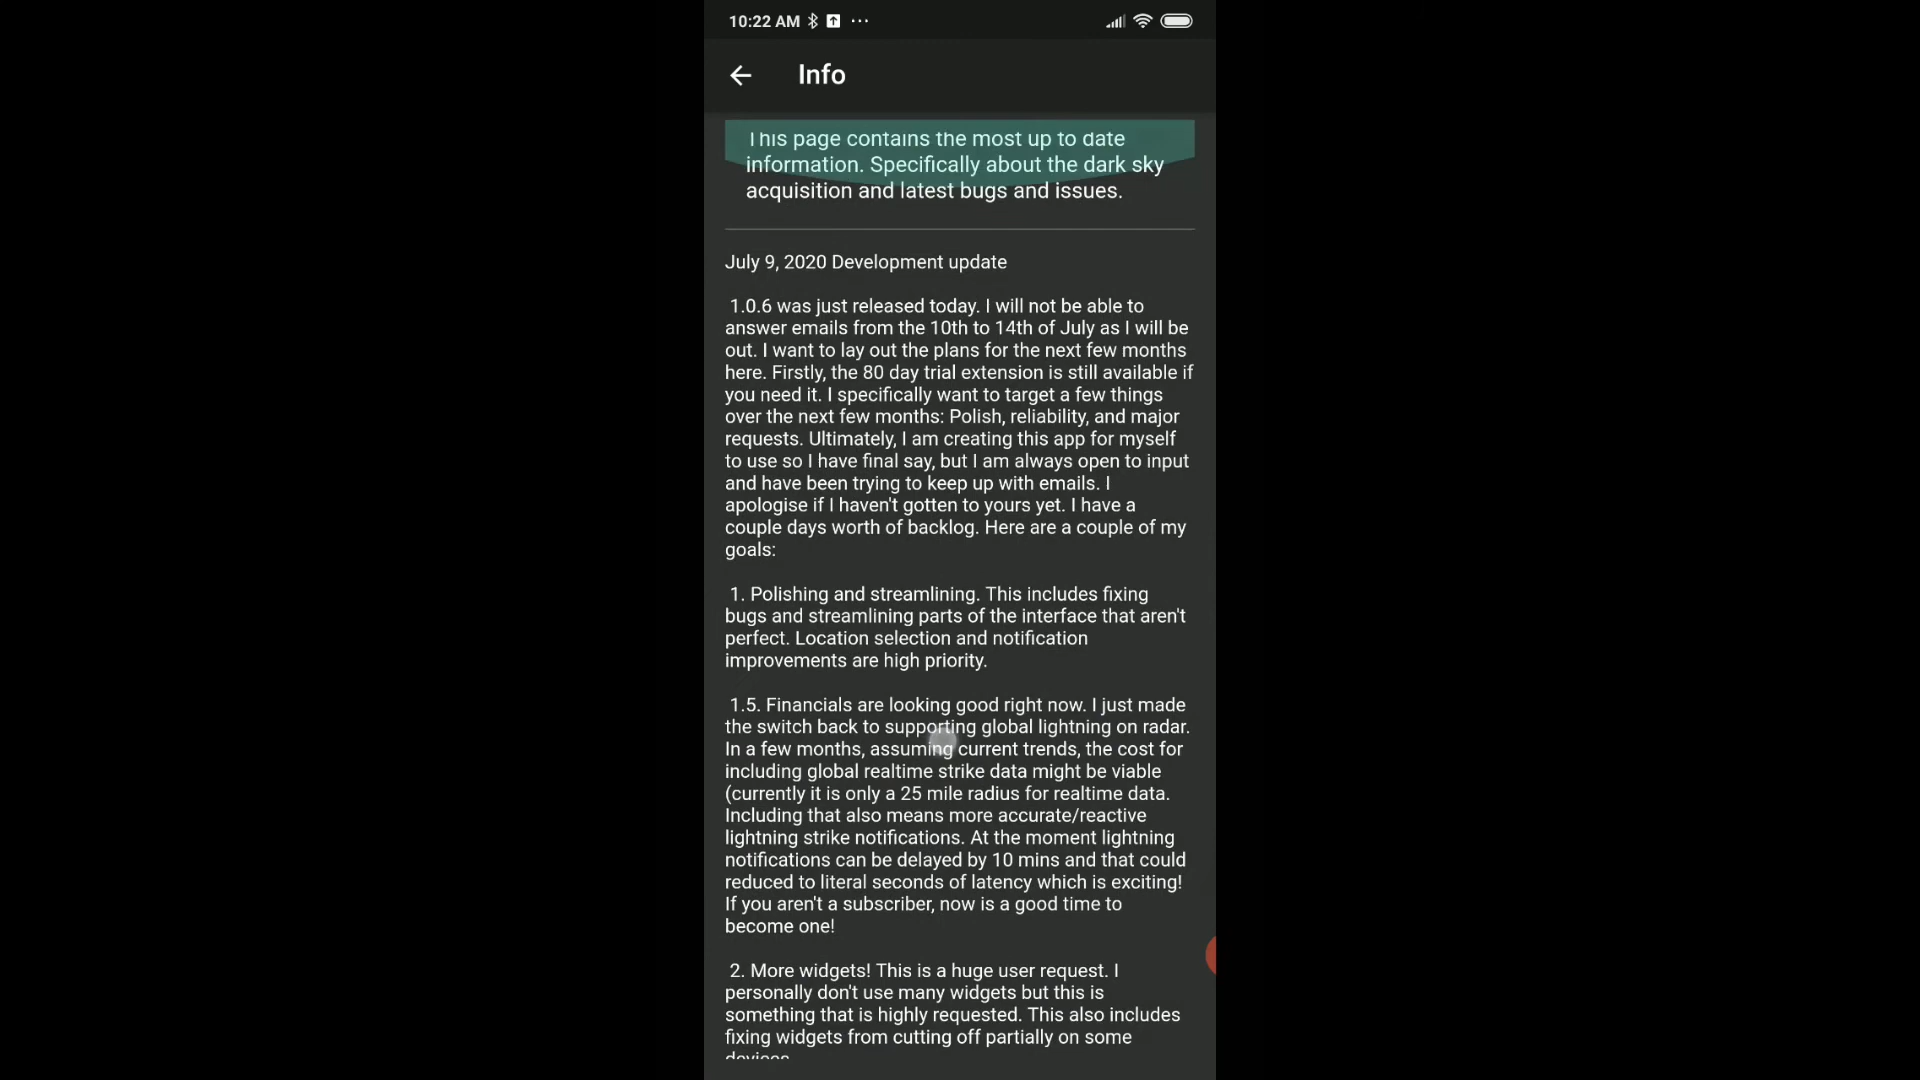 10:22 AM
Info
This page contains the most up to date
information. Specifically about the dark sky
acquisition and latest bugs and issues.
July 9, 2020 Development update
1.0.6 was just released today. I will not be able to
answer emails from the 10th to 14th of July as I will be
out. I want to lay out the plans for the next few months
here. Firstly, the 80 day trial extension is still available if
you need it. I specifically want to target a few things
over the next few months: Polish, reliability, and major
requests. Ultimately, I am creating this app for myself
to use so I have final say, but I am always open to input
and have been trying to keep up with emails. I
apologise if I haven't gotten to yours yet. I have a
couple days worth of backlog. Here are a couple of my
goals:
1. Polishing and streamlining. This includes fixing
bugs and streamlining parts of the interface that aren't
perfect. Location selection and notification
improvements are high priority.
1.5. Financials are looking good right now. I just made
the switch back to supporting global lightning on radar.
In a few months, assuming current trends, the cost for
including global realtime strike data might be viable
(currently it is only a 25 mile radius for realtime data.
Including that also means more accurate/reactive
lightning strike notifications. At the moment lightning
notifications can be delayed by 10 mins and that could
reduced to literal seconds of latency which is exciting!
If you aren't a subscriber, now is a good time to
become one!
2. More widgets! This is a huge user request. I
personally don't use many widgets but this is
something that is highly requested. This also includes
fixing widgets from cutting off partially on some
devices